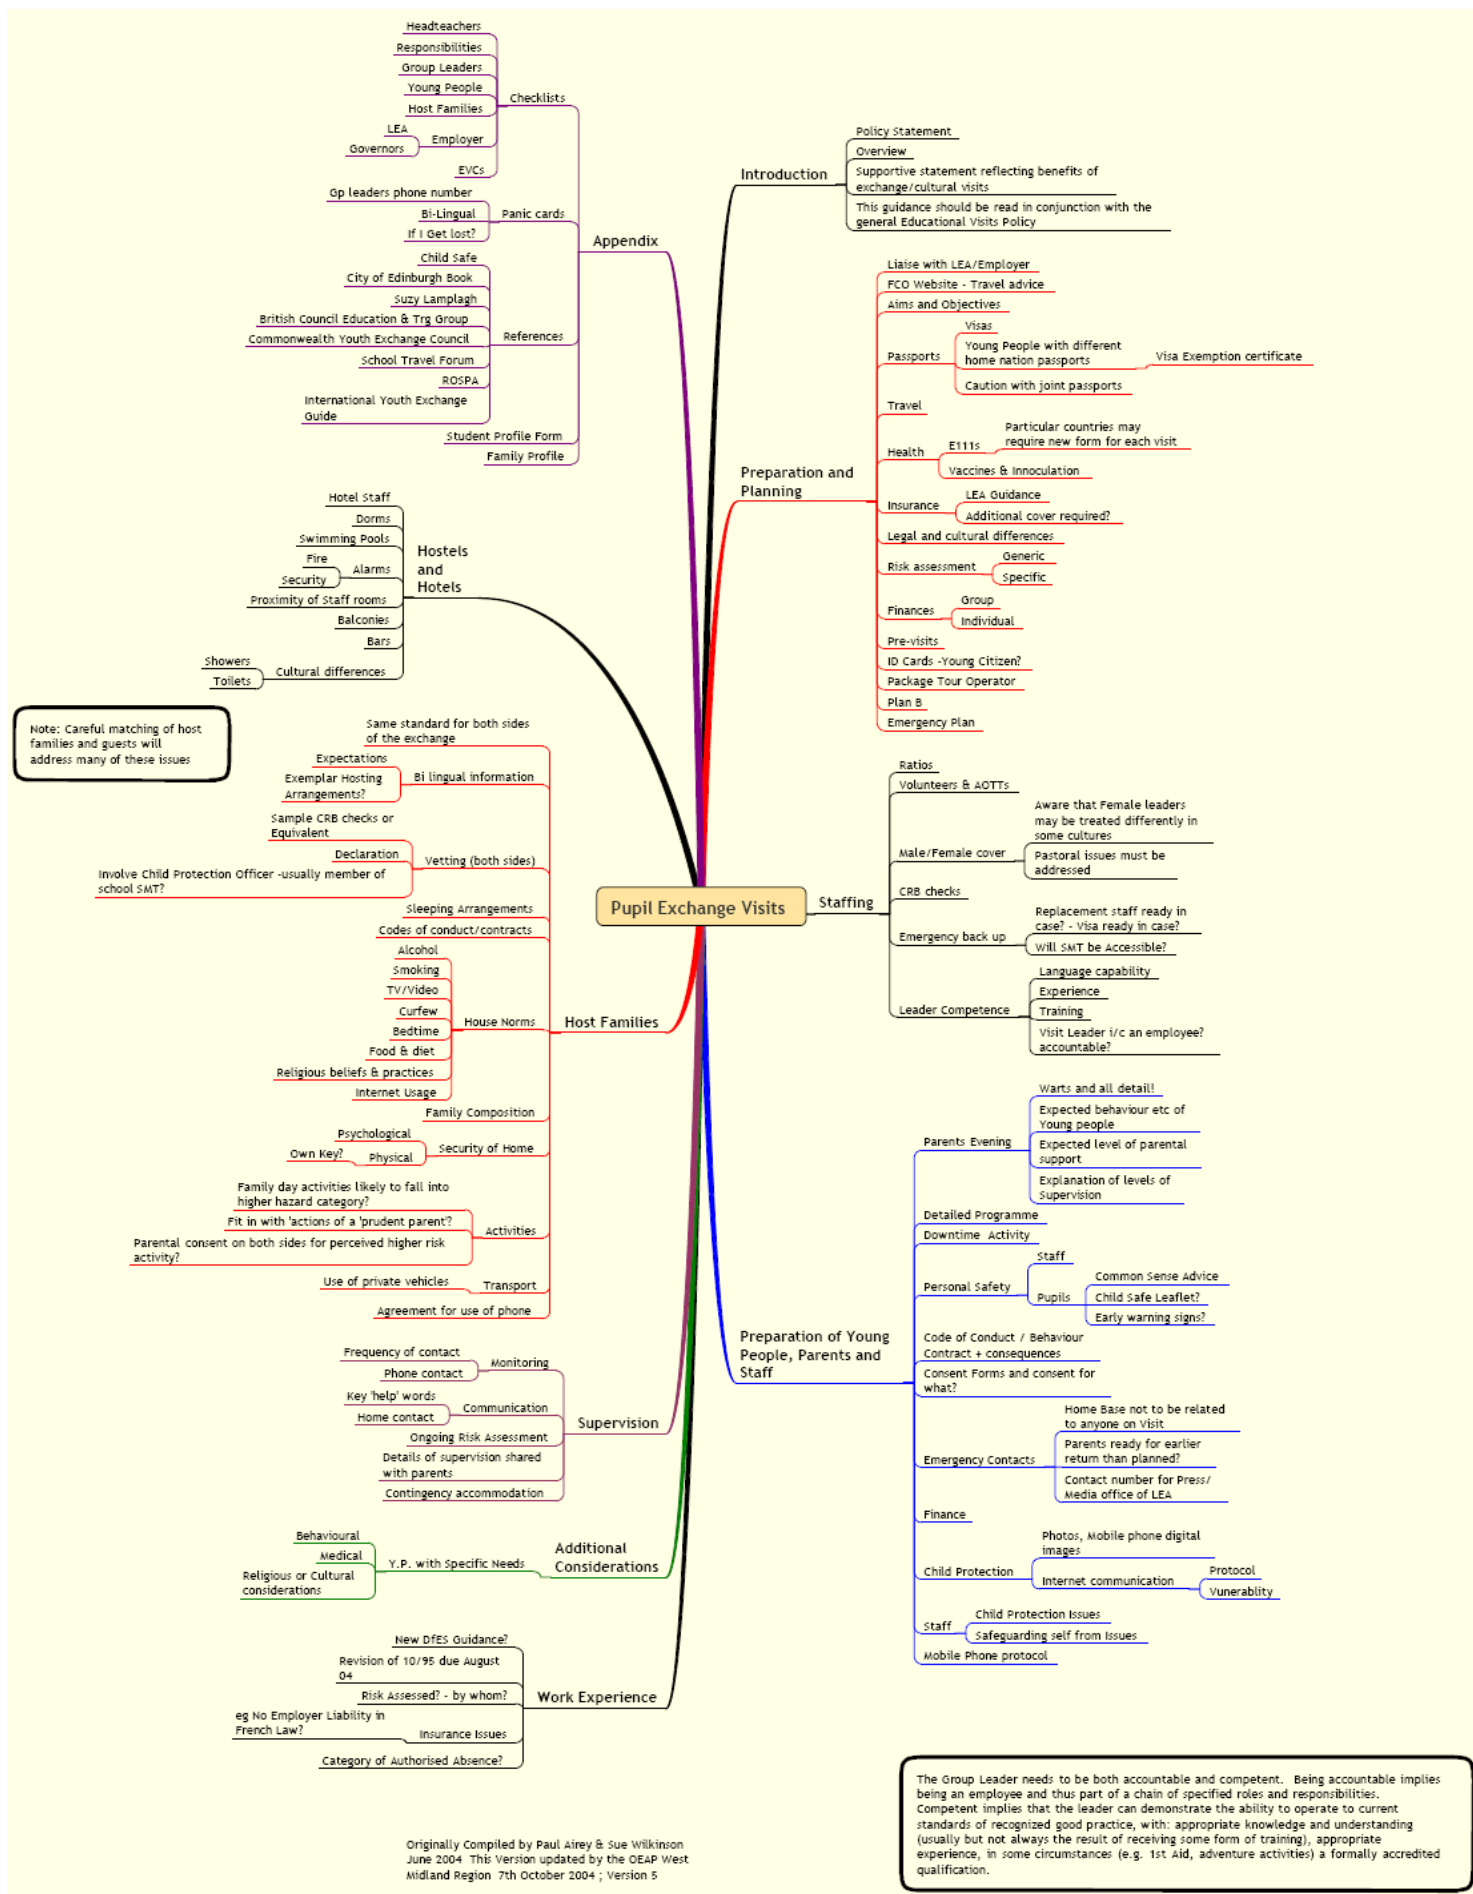 Headteachers
Responsibilities
Group Leaders
Young People
Host Families
LEA
Governors
Employer
EVCs
Checklists
Gp leaders phone number
Bi-Lingual
If I Get lost?
Panic cards
Child Safe
City of Edinburgh Book
Suzy Lamplagh
British Council Education & Trg Group
Commonwealth Youth Exchange Council
School Travel Forum
ROSPA
International Youth Exchange
Guide
References
Student Profile Form
Family Profile
Appendix
Hotel Staff
Dorms
Swimming Pools
Fire
Security
Alarms
Proximity of Staff rooms
Balconies
Bars
Showers
Toilets
Cultural differences
Hostels
and
Hotels
Note: Careful matching of host
families and guests will
address many of these issues
Same standard for both sides
of the exchange
Expectations
Exemplar Hosting
Arrangements?
Bi lingual information
Sample CRB checks or
Equivalent
Declaration
Involve Child Protection Officer -usually member of
school SMT?
Vetting (both sides)
Sleeping Arrangements
Codes of conduct/contracts
Alcohol
Smoking
TV/Video
Curfew
Bedtime
Food & diet
Religious beliefs & practices
Internet Usage
House Norms
Family Composition
Psychological
Own Key?
Physical
Security of Home
Family day activities likely to fall into
higher hazard category?
Fit in with 'actions of a 'prudent parent'?
Parental consent on both sides for perceived higher risk
activity?
Activities
Use of private vehicles
Transport
Agreement for use of phone
Host Families
Frequency of contact
Phone contact
Monitoring
Key 'help' words
Home contact
Communication
Ongoing Risk Assessment
Details of supervision shared
with parents
Contingency accommodation
Supervision
Behavioural
Medical
Religious or Cultural
considerations
Y.P. with Specific Needs
Additional
Considerations
New DfES Guidance?
Revision of 10/95 due August
04
Risk Assessed? - by whom?
eg No Employer Liability in
French Law?
Insurance Issues
Category of Authorised Absence?
Work Experience
Pupil Exchange Visits
Introduction
Policy Statement
Overview
Supportive statement reflecting benefits of
exchange/cultural visits
This guidance should be read in conjunction with the
general Educational Visits Policy
Preparation and
Planning
Liaise with LEA/Employer
FCO Website - Travel advice
Aims and Objectives
Passports
Visas
Young People with different
home nation passports
Visa Exemption certificate
Caution with joint passports
Travel
Health
E111s
Particular countries may
require new form for each visit
Vaccines & Innoculation
Insurance
LEA Guidance
Additional cover required?
Legal and cultural differences
Risk assessment
Generic
Specific
Finances
Group
Individual
Pre-visits
ID Cards -Young Citizen?
Package Tour Operator
Plan B
Emergency Plan
Staffing
Ratios
Volunteers & AOTTs
Male/Female cover
Aware that Female leaders
may be treated differently in
some cultures
Pastoral issues must be
addressed
CRB checks
Emergency back up
Replacement staff ready in
case? - Visa ready in case?
Will SMT be Accessible?
Leader Competence
Language capability
Experience
Training
Visit Leader i/c an employee?
accountable?
Preparation of Young
People, Parents and
Staff
Parents Evening
Warts and all detail!
Expected behaviour etc of
Young people
Expected level of parental
support
Explanation of levels of
Supervision
Detailed Programme
Downtime Activity
Personal Safety
Staff
Pupils
Common Sense Advice
Child Safe Leaflet?
Early warning signs?
Code of Conduct / Behaviour
Contract + consequences
Consent Forms and consent for
what?
Emergency Contacts
Home Base not to be related
to anyone on Visit
Parents ready for earlier
return than planned?
Contact number for Press/
Media office of LEA
Finance
Child Protection
Photos, Mobile phone digital
images
Internet communication
Protocol
Vunerablity
Staff
Child Protection Issues
Safeguarding self from Issues
Mobile Phone protocol
The Group Leader needs to be both accountable and competent. Being accountable implies
being an employee and thus part of a chain of specified roles and responsibilities.
Competent implies that the leader can demonstrate the ability to operate to current
standards of recognized good practice, with: appropriate knowledge and understanding
(usually but not always the result of receiving some form of training), appropriate
experience, in some circumstances (e.g. 1st Aid, adventure activities) a formally accredited
qualification.
Originally Compiled by Paul Airey & Sue Wilkinson
June 2004 This Version updated by the OEAP West
Midland Region 7th October 2004 ; Version 5